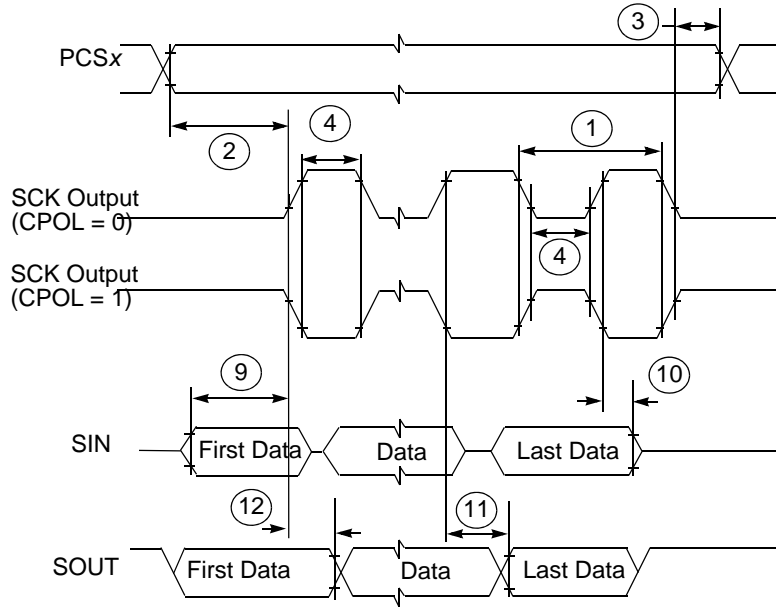 3
PCSx
2
4
1
SCK Output
(CPOL = 0)
4
SCK Output
(CPOL = 1)
9
10
SIN
First Data
Data
Last Data
12
11
SOUT
First Data
Data
Last Data